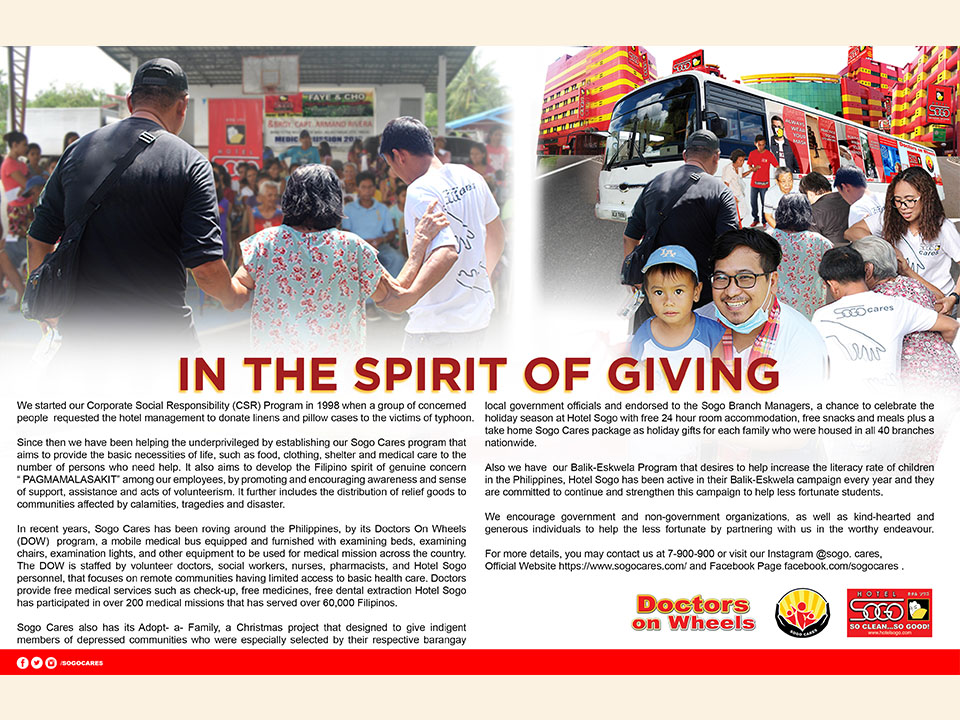 FAYE & CHO
BRGY. CAPT. ARMANDO RIVERA
HOTEL
SOGO
ALWAYS
WEAR
YOUR
MASK
Doctors on
SOGO cares
IN THE SPIRIT OF GIVING
We started our Corporate Social Responsibility (CSR) Program in 1998 when a group of concerned
people requested the hotel management to donate linens and pillow cases to the victims of typhoon.
Since then we have been helping the underprivileged by establishing our Sogo Cares program that
aims to provide the basic necessities of life, such as food, clothing, shelter and medical care to the
number of persons who need help. It also aims to develop the Filipino spirit of genuine concern
“ PAGMAMALASAKIT” among our employees, by promoting and encouraging awareness and sense
of support, assistance and acts of volunteerism. It further includes the distribution of relief goods to
communities affected by calamities, tragedies and disaster.
In recent years, Sogo Cares has been roving around the Philippines, by its Doctors On Wheels
(DOW) program, a mobile medical bus equipped and furnished with examining beds, examining
chairs, examination lights, and other equipment to be used for medical mission across the country.
The DOW is staffed by volunteer doctors, social workers, nurses, pharmacists, and Hotel Sogo
personnel, that focuses on remote communities having limited access to basic health care. Doctors
provide free medical services such as check-up, free medicines, free dental extraction Hotel Sogo
has participated in over 200 medical missions that has served over 60,000 Filipinos.
Sogo Cares also has its Adopt- a- Family, a Christmas project that designed to give indigent
members of depressed communities who were especially selected by their respective barangay
local government officials and endorsed to the Sogo Branch Managers, a chance to celebrate the
holiday season at Hotel Sogo with free 24 hour room accommodation, free snacks and meals plus a
take home Sogo Cares package as holiday gifts for each family who were housed in all 40 branches
nationwide.
Also we have our Balik-Eskwela Program that desires to help increase the literacy rate of children
in the Philippines, Hotel Sogo has been active in their Balik-Eskwela campaign every year and they
are committed to continue and strengthen this campaign to help less fortunate students.
We encourage government and non-government organizations, as well as kind-hearted and
generous individuals to help the less fortunate by partnering with us in the worthy endeavour.
For more details, you may contact us at 7-900-900 or visit our Instagram @sogo. cares,
Official Website https://www.sogocares.com/ and Facebook Page facebook.com/sogocares .
Doctors
on Wheels
SOGO CARES
HOTEL
SOGO
SO CLEAN...SO GOOD!
www.hotelsogo.com
/SOGOCARES